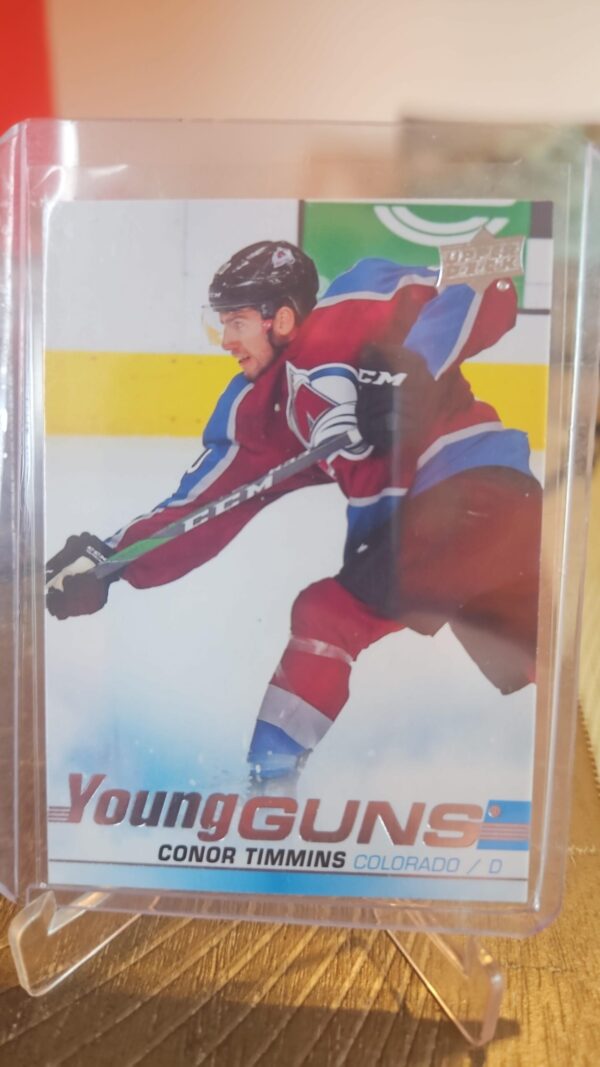 UPPER
DECK
CCM
CCM
Young GUNS
CONOR TIMMINS COLORADO / D